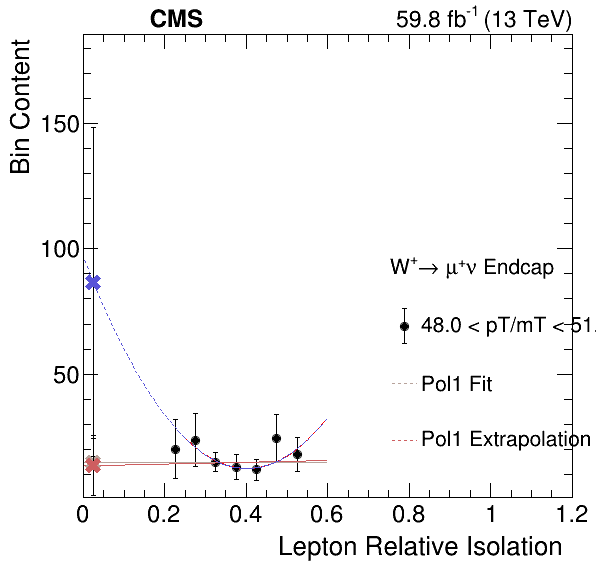 CMS 59.8 fb⁻¹ (13 TeV)
Bin Content
150
100
50
W⁺→ μ⁺ν Endcap
48.0 < pT/mT < 51.
Pol1 Fit
Pol1 Extrapolation
0 0.2 0.4 0.6 0.8 1 1.2
Lepton Relative Isolation